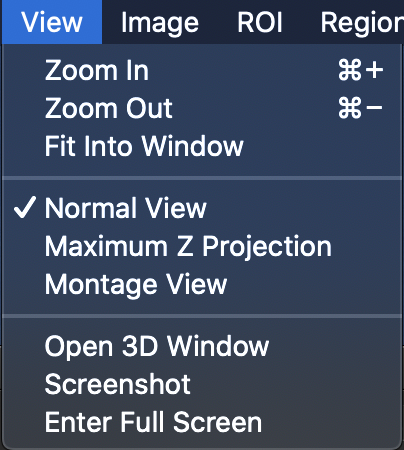 View Image ROI Region
Zoom In ⌘+
Zoom Out ⌘−
Fit Into Window
✓ Normal View
Maximum Z Projection
Montage View
Open 3D Window
Screenshot
Enter Full Screen